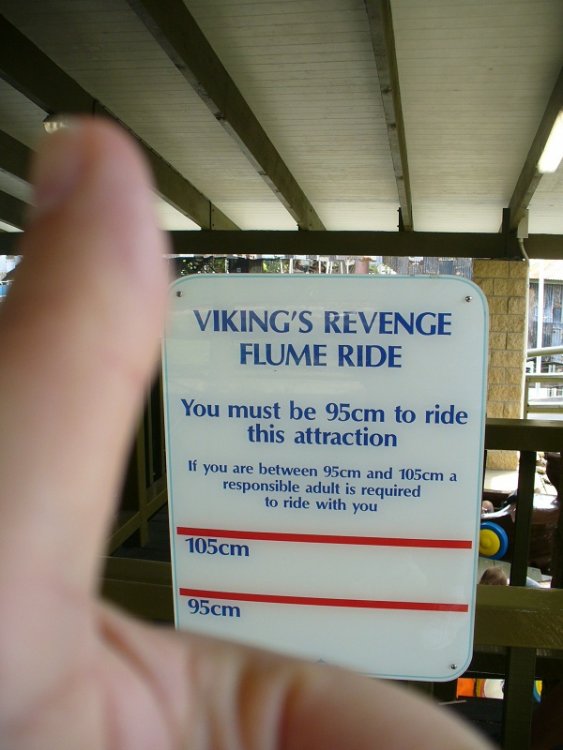 VIKING'S REVENGE
FLUME RIDE
You must be 95cm to ride
this attraction
If you are between 95cm and 105cm a
responsible adult is required
to ride with you
105cm
95cm